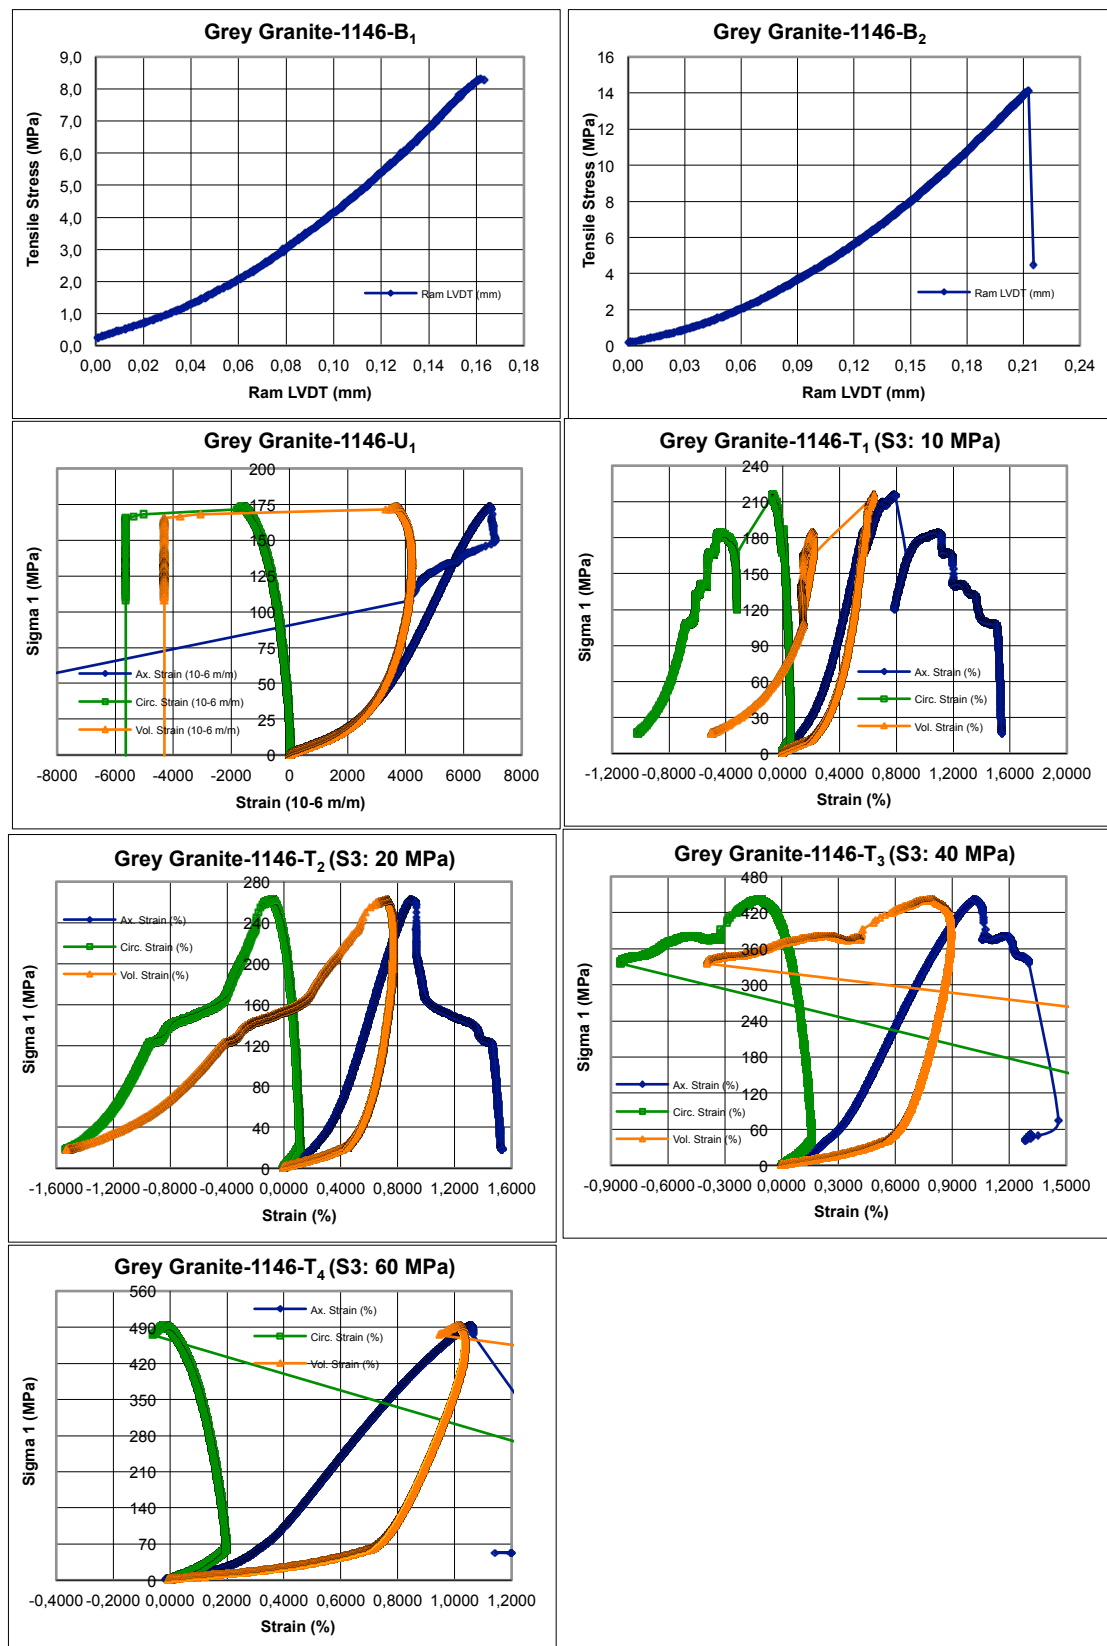 Grey Granite-1146-B1
Tensile Stress (MPa)
9,0
8,0
7,0
6,0
5,0
4,0
3,0
2,0
1,0
0,0
Ram LVDT (mm)
0,00 0,02 0,04 0,06 0,08 0,10 0,12 0,14 0,16 0,18
Ram LVDT (mm)
Grey Granite-1146-B2
Tensile Stress (MPa)
16
14
12
10
8
6
4
2
0
Ram LVDT (mm)
0,00 0,03 0,06 0,09 0,12 0,15 0,18 0,21 0,24
Ram LVDT (mm)
Grey Granite-1146-U1
Sigma 1 (MPa)
200
175
150
125
100
75
50
25
0
Ax. Strain (10-6 m/m)
Circ. Strain (10-6 m/m)
Vol. Strain (10-6 m/m)
-8000 -6000 -4000 -2000 0 2000 4000 6000 8000
Strain (10-6 m/m)
Grey Granite-1146-T1 (S3: 10 MPa)
Sigma 1 (MPa)
240
210
180
150
120
90
60
30
0
Ax. Strain (%)
Circ. Strain (%)
Vol. Strain (%)
-1,2000 -0,8000 -0,4000 0,0000 0,4000 0,8000 1,2000 1,6000 2,0000
Strain (%)
Grey Granite-1146-T2 (S3: 20 MPa)
Sigma 1 (MPa)
280
240
200
160
120
80
40
0
Ax. Strain (%)
Circ. Strain (%)
Vol. Strain (%)
-1,6000 -1,2000 -0,8000 -0,4000 0,0000 0,4000 0,8000 1,2000 1,6000
Strain (%)
Grey Granite-1146-T3 (S3: 40 MPa)
Sigma 1 (MPa)
480
420
360
300
240
180
120
60
0
Ax. Strain (%)
Circ. Strain (%)
Vol. Strain (%)
-0,9000 -0,6000 -0,3000 0,0000 0,3000 0,6000 0,9000 1,2000 1,5000
Strain (%)
Grey Granite-1146-T4 (S3: 60 MPa)
Sigma 1 (MPa)
560
490
420
350
280
210
140
70
0
Ax. Strain (%)
Circ. Strain (%)
Vol. Strain (%)
-0,4000 -0,2000 0,0000 0,2000 0,4000 0,6000 0,8000 1,0000 1,2000
Strain (%)